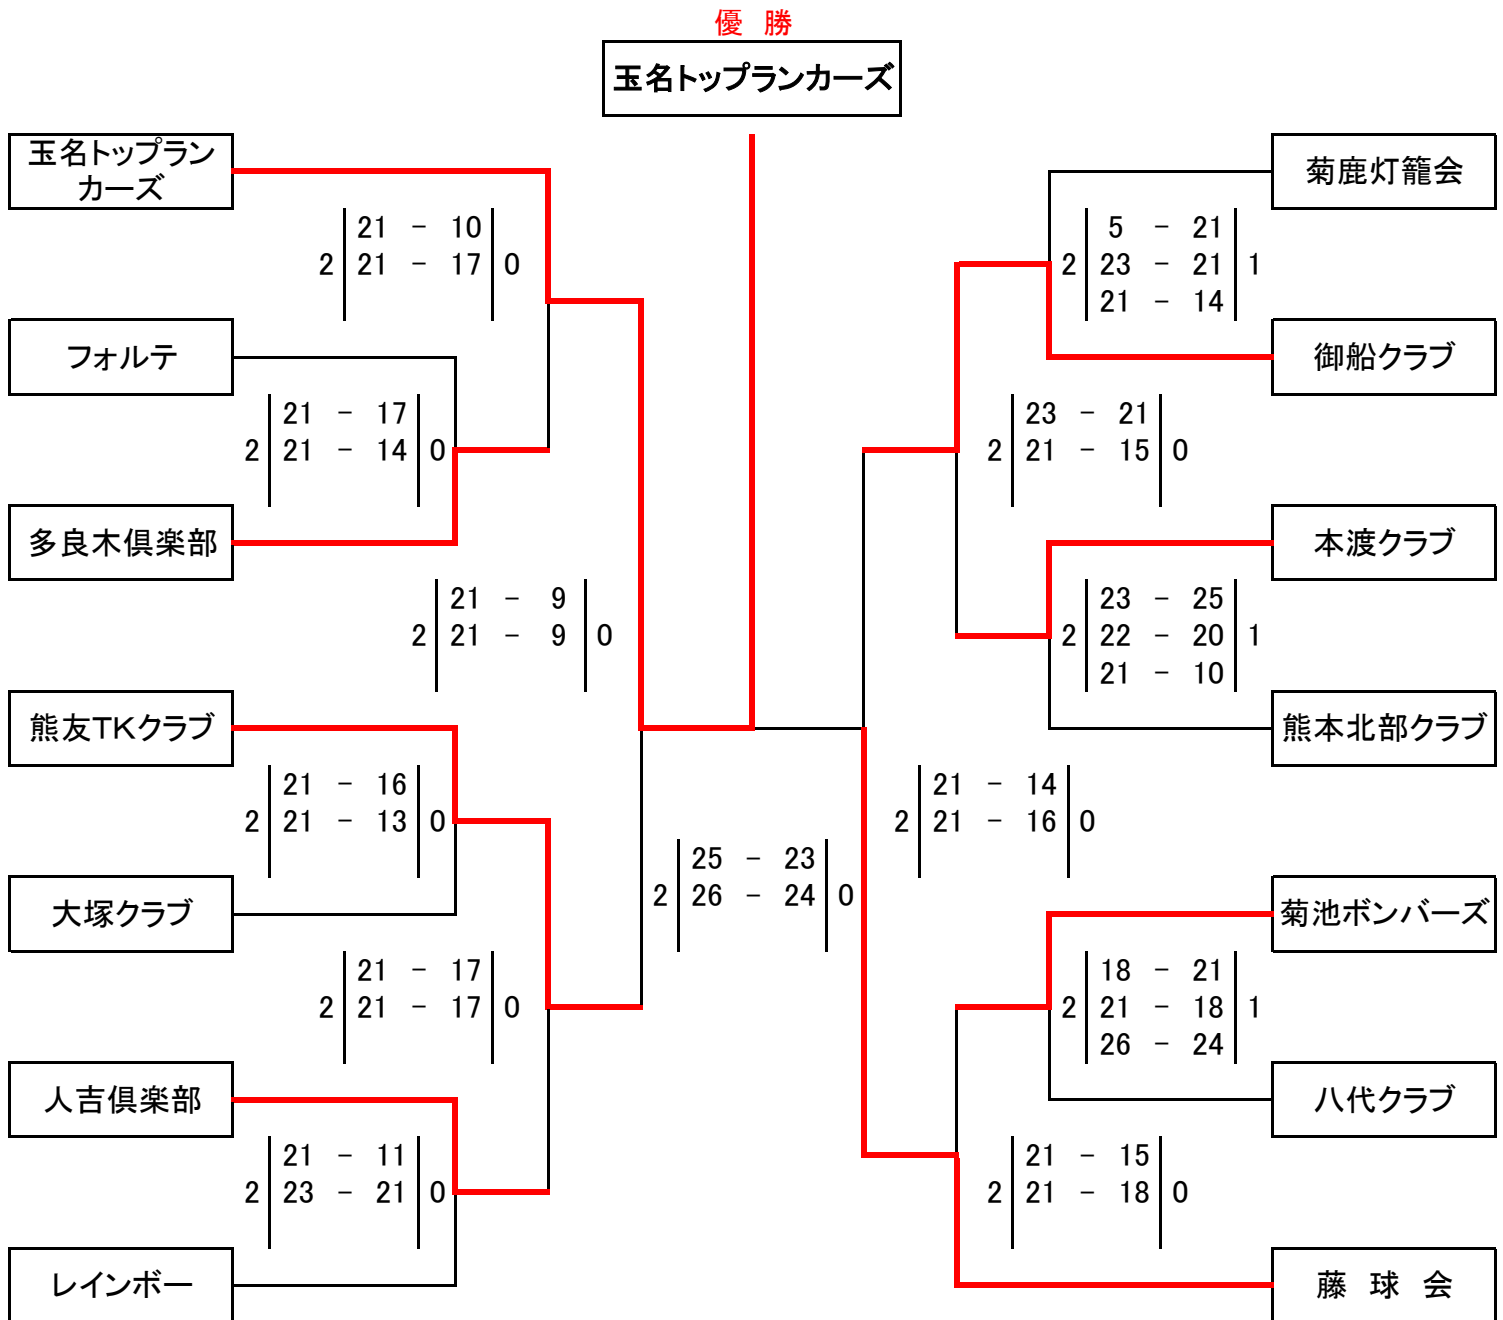 優 勝
玉名トップランカーズ
玉名トップラン
カーズ
菊鹿灯籠会
21 － 10
2 21 － 17 0
5 － 21
2 23 － 21 1
21 － 14
フォルテ
御船クラブ
21 － 17
2 21 － 14 0
23 － 21
2 21 － 15 0
多良木倶楽部
本渡クラブ
21 － 9
2 21 － 9 0
23 － 25
2 22 － 20 1
21 － 10
熊友TKクラブ
熊本北部クラブ
21 － 16
2 21 － 13 0
21 － 14
2 21 － 16 0
25 － 23
2 26 － 24 0
大塚クラブ
菊池ボンバーズ
21 － 17
2 21 － 17 0
18 － 21
2 21 － 18 1
26 － 24
人吉倶楽部
八代クラブ
21 － 11
2 23 － 21 0
21 － 15
2 21 － 18 0
レインボー
藤 球 会